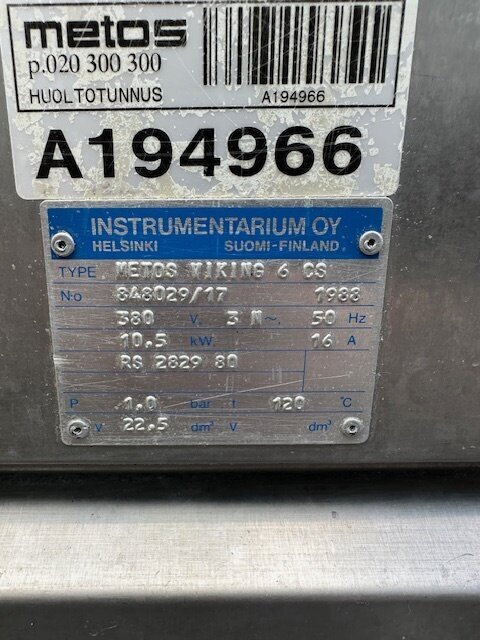 metos
p.020 300 300
HUOLTOTUNNUS
A194966
A194966
INSTRUMENTARIUM OY
HELSINKI SUOMI-FINLAND
TYPE METOS VIKING 6 CS
N:o 848029/17 1988
380 V, 3 N~, 50 Hz
10.5 kW, 16 A
RS 2829 80
P 1.0 bar t 120 °C
V 22.5 dm³ V dm³